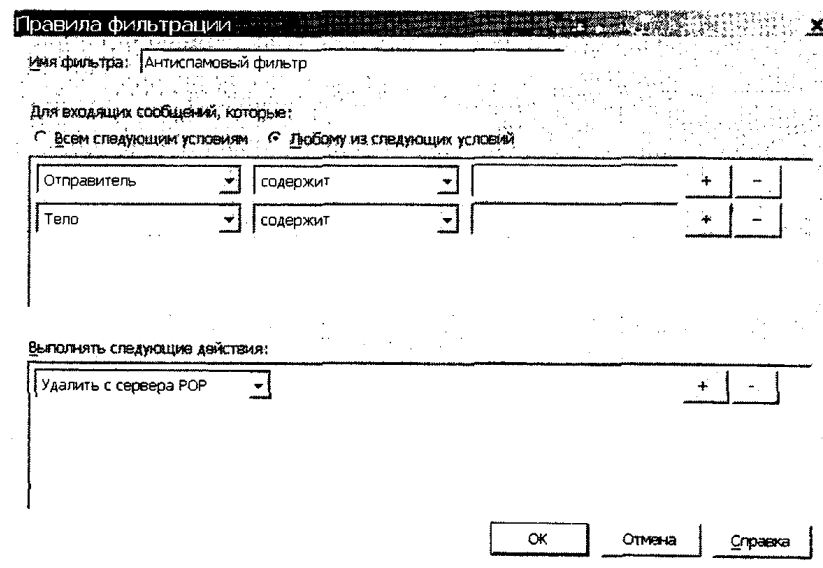 Правила фильтрации
Имя фильтра: Антиспамовый фильтр
Для входящих сообщений, которые:
Всем следующим условиям Любому из следующих условий
Отправитель содержит + -
Тело содержит + -
Выполнять следующие действия:
Удалить с сервера POP + -
ОК Отмена Справка